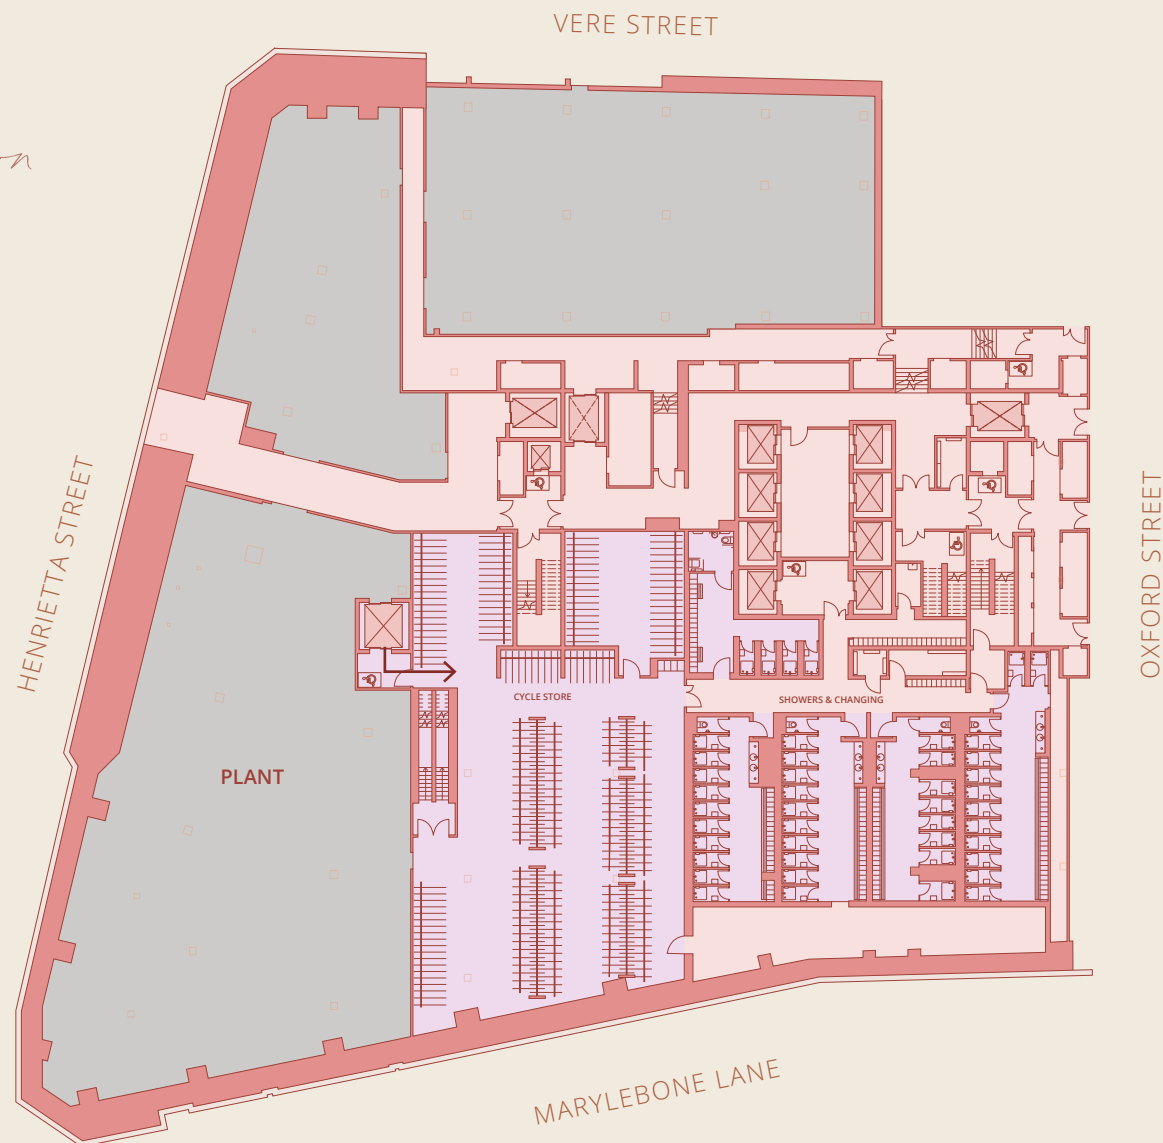 VERE STREET
HENRIETTA STREET
OXFORD STREET
CYCLE STORE
SHOWERS & CHANGING
PLANT
MARYLEBONE LANE